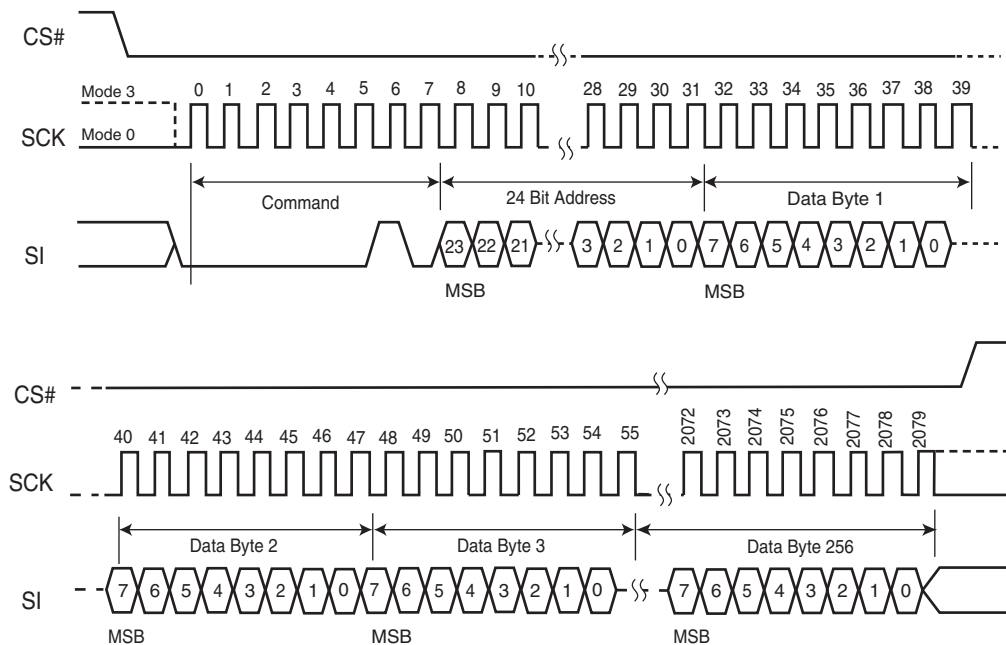 CS#
Mode 3
0 1 2 3 4 5 6 7 8 9 10 28 29 30 31 32 33 34 35 36 37 38 39
SCK
Mode 0
Command
24 Bit Address
Data Byte 1
SI
23 22 21 3 2 1 0 7 6 5 4 3 2 1 0
MSB
MSB
CS#
40 41 42 43 44 45 46 47 48 49 50 51 52 53 54 55 2072 2073 2074 2075 2076 2077 2078 2079
SCK
Data Byte 2
Data Byte 3
Data Byte 256
SI
7 6 5 4 3 2 1 0 7 6 5 4 3 2 1 0 7 6 5 4 3 2 1 0
MSB
MSB
MSB